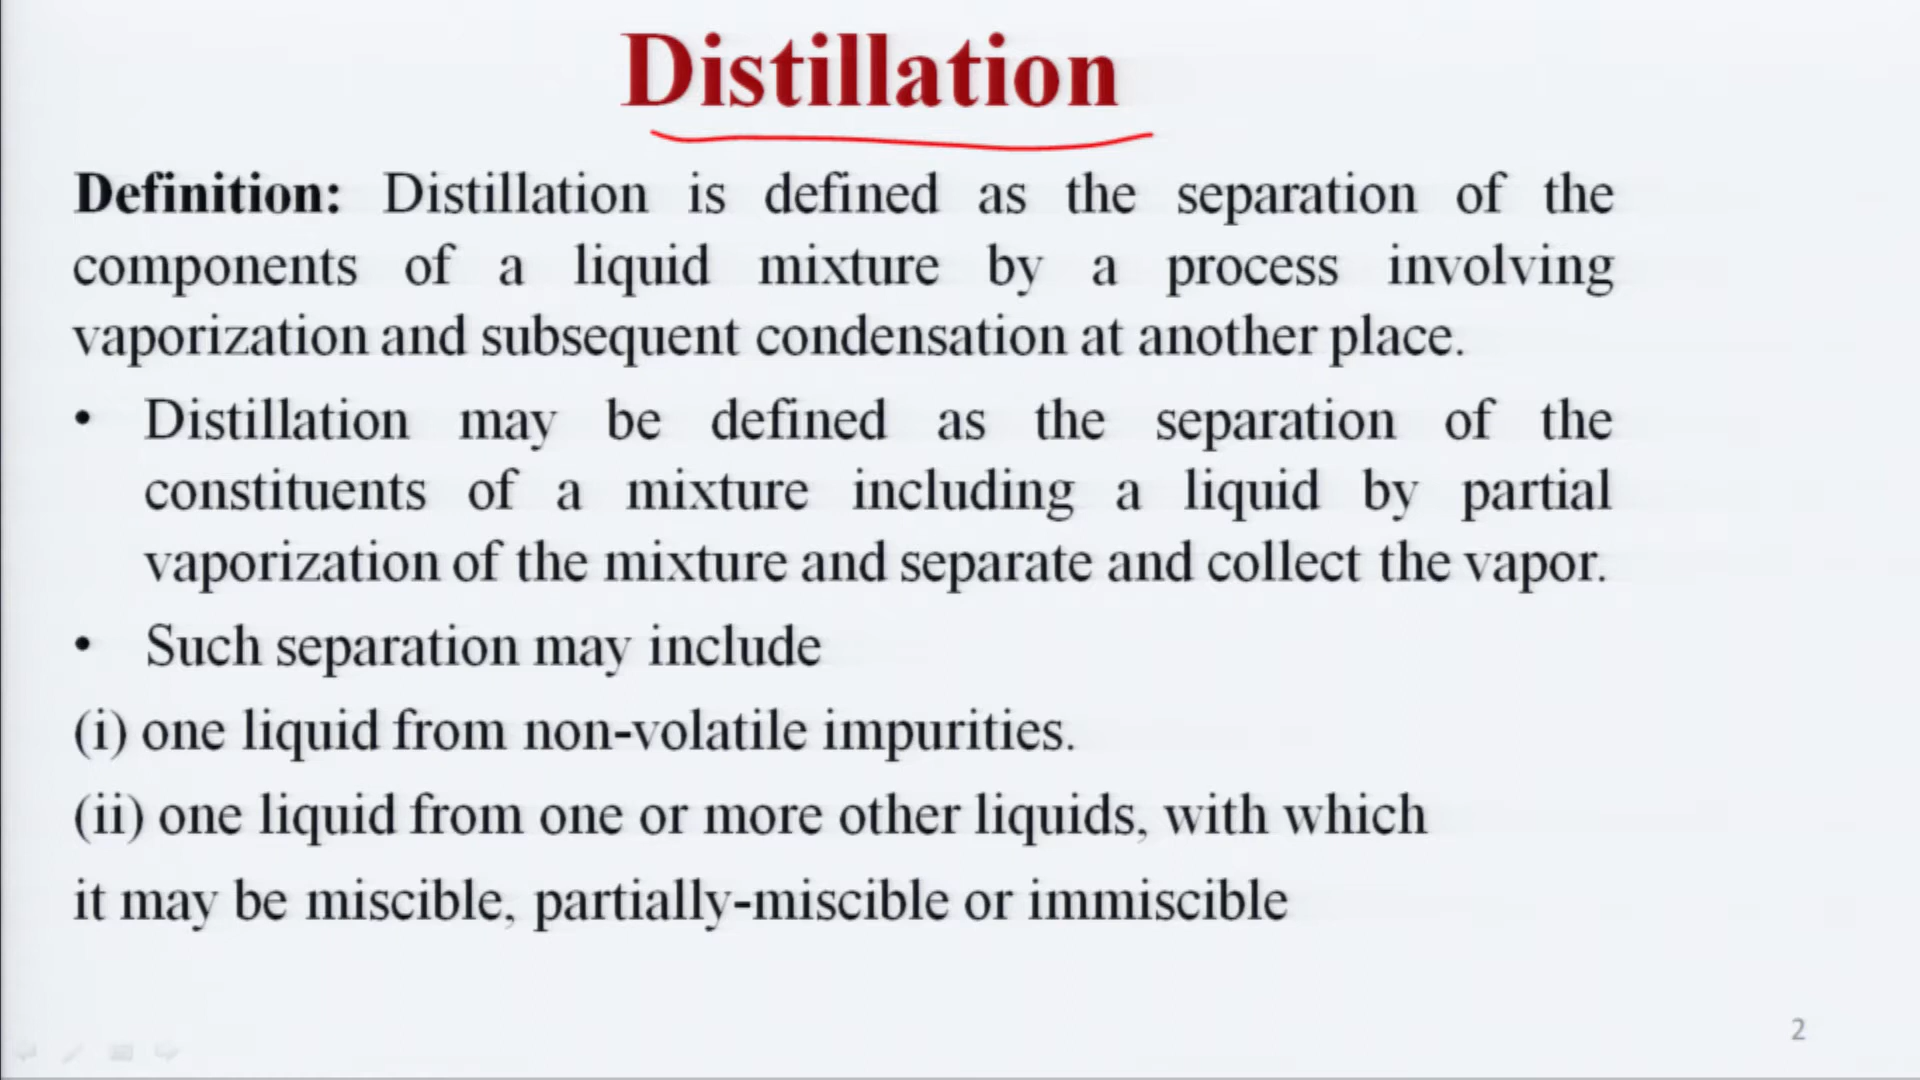 Distillation
Definition: Distillation is defined as the separation of the
components of a liquid mixture by a process involving
vaporization and subsequent condensation at another place.
• Distillation may be defined as the separation of the
constituents of a mixture including a liquid by partial
vaporization of the mixture and separate and collect the vapor.
• Such separation may include
(i) one liquid from non-volatile impurities.
(ii) one liquid from one or more other liquids, with which
it may be miscible, partially-miscible or immiscible
2